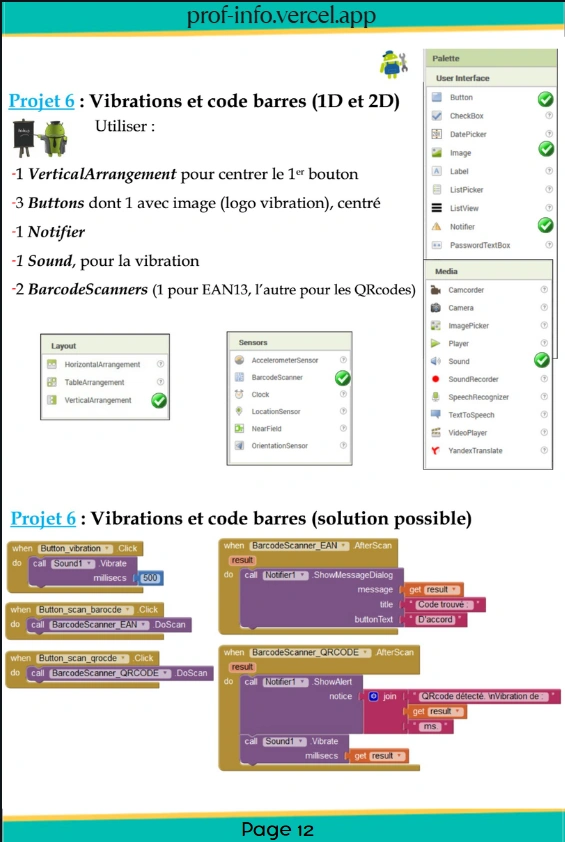 prof-info.vercel.app
Projet 6 : Vibrations et code barres (1D et 2D)
Utiliser :
-1 VerticalArrangement pour centrer le 1er bouton
-3 Buttons dont 1 avec image (logo vibration), centré
-1 Notifier
-1 Sound, pour la vibration
-2 BarcodeScanners (1 pour EAN13, l'autre pour les QRcodes)
Palette
User Interface
Button
CheckBox
DatePicker
Image
Label
ListPicker
ListView
Notifier
PasswordTextBox
Media
Camcorder
Camera
ImagePicker
Player
Sound
SoundRecorder
SpeechRecognizer
TextToSpeech
VideoPlayer
YandexTranslate
Layout
HorizontalArrangement
TableArrangement
VerticalArrangement
Sensors
AccelerometerSensor
BarcodeScanner
Clock
LocationSensor
NearField
OrientationSensor
Projet 6 : Vibrations et code barres (solution possible)
when Button_vibration Click
do call Sound1 .Vibrate
millisecs 500
when Button_scan_barocde Click
do call BarcodeScanner_EAN DoScan
when Button_scan_qrocde Click
do call BarcodeScanner_QRCODE .DoScan
when BarcodeScanner_EAN AfterScan
result
do call Notifier1 .ShowMessageDialog
message get result
title " Code trouvé : "
buttonText " D'accord "
when BarcodeScanner_QRCODE AfterScan
result
do call Notifier1 .ShowAlert
notice join " QRcode détecté. \nVibration de : "
get result
" ms. "
call Sound1 .Vibrate
millisecs get result
Page 12